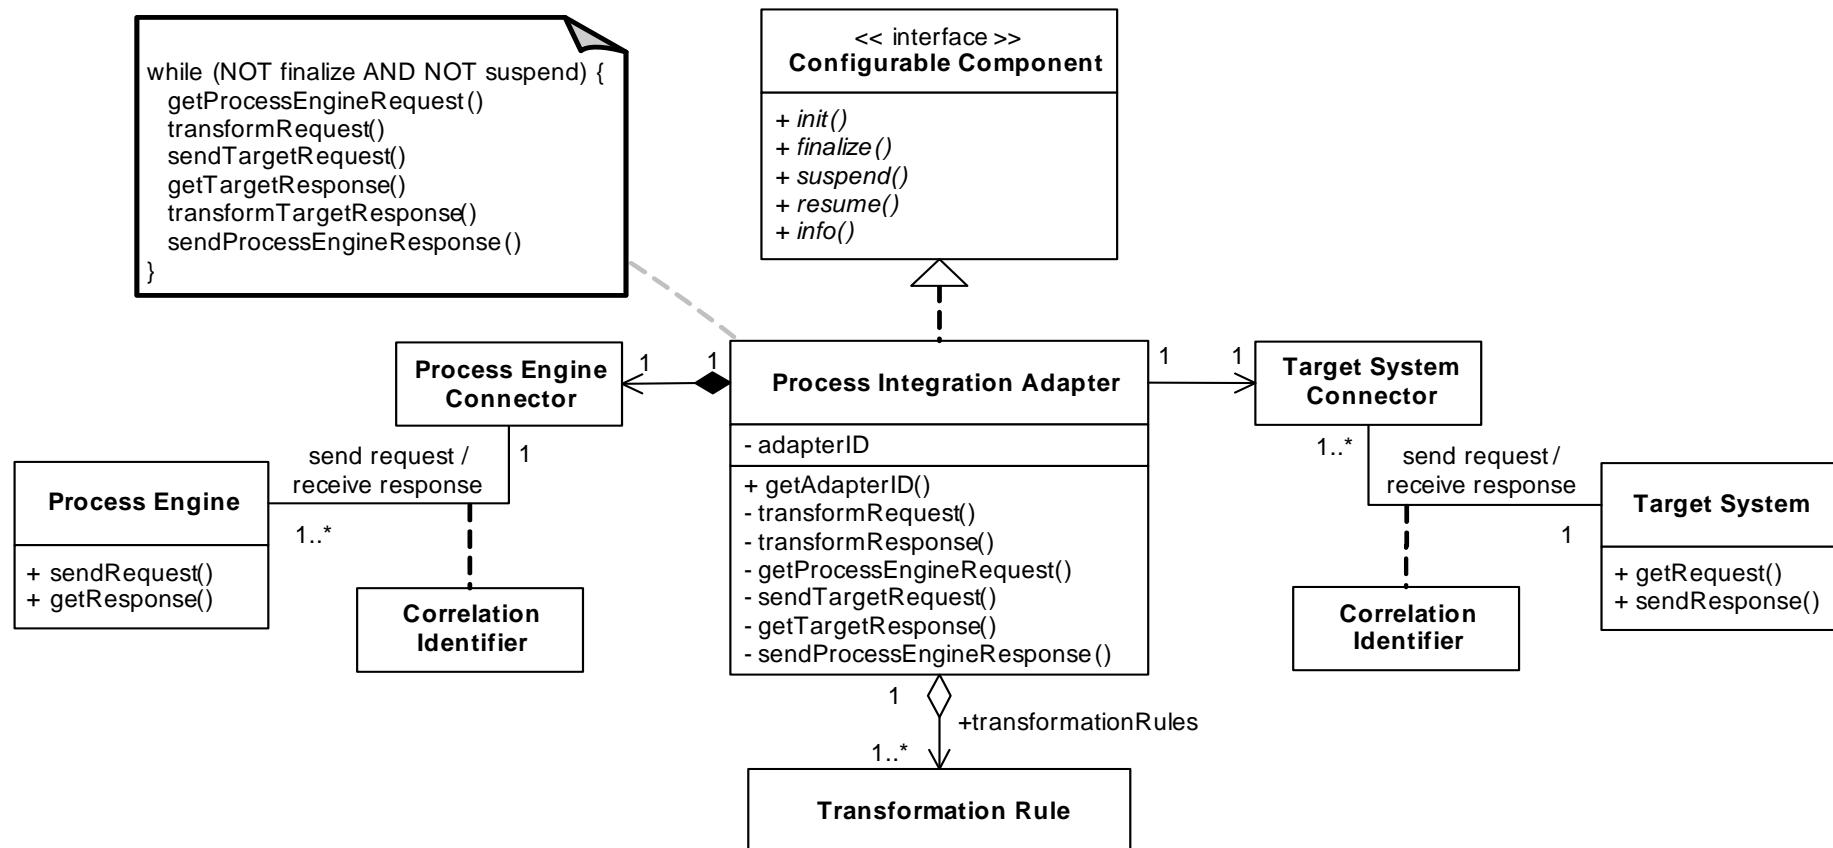 while (NOT finalize AND NOT suspend) {
getProcessEngineRequest()
transformRequest()
sendTargetRequest()
getTargetResponse()
transformTargetResponse()
sendProcessEngineResponse()
}
<< interface >>
Configurable Component
+ init()
+ finalize()
+ suspend()
+ resume()
+ info()
Process Engine
Connector
1
1
Process Integration Adapter
- adapterID
+ getAdapterID()
- transformRequest()
- transformResponse()
- getProcessEngineRequest()
- sendTargetRequest()
- getTargetResponse()
- sendProcessEngineResponse()
1
1
Target System
Connector
1
send request /
receive response
1..*
Process Engine
+ sendRequest()
+ getResponse()
Correlation
Identifier
1..*
send request /
receive response
1
Target System
+ getRequest()
+ sendResponse()
Correlation
Identifier
1
+transformationRules
1..*
Transformation Rule